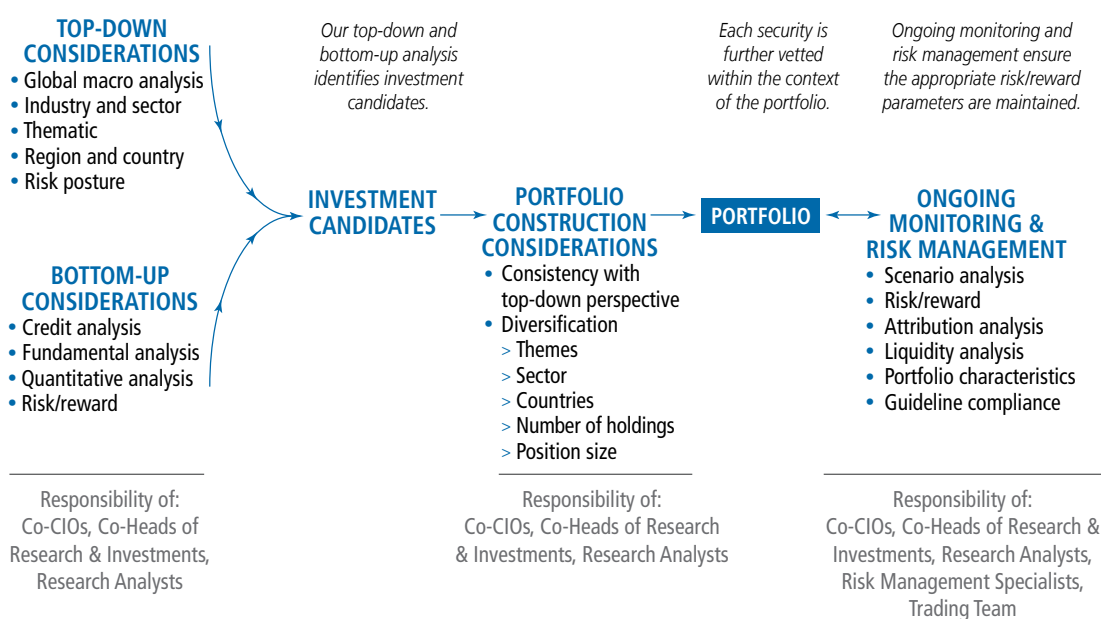 TOP-DOWN
CONSIDERATIONS
• Global macro analysis
• Industry and sector
• Thematic
• Region and country
• Risk posture
BOTTOM-UP
CONSIDERATIONS
• Credit analysis
• Fundamental analysis
• Quantitative analysis
• Risk/reward
Responsibility of:
Co-CIOs, Co-Heads of
Research & Investments,
Research Analysts
Our top-down and
bottom-up analysis
identifies investment
candidates.
INVESTMENT
CANDIDATES
PORTFOLIO
CONSTRUCTION
CONSIDERATIONS
• Consistency with
top-down perspective
• Diversification
> Themes
> Sector
> Countries
> Number of holdings
> Position size
Responsibility of:
Co-CIOs, Co-Heads of Research
& Investments, Research Analysts
Each security is
further vetted
within the context
of the portfolio.
PORTFOLIO
Ongoing monitoring and
risk management ensure
the appropriate risk/reward
parameters are maintained.
ONGOING
MONITORING &
RISK MANAGEMENT
• Scenario analysis
• Risk/reward
• Attribution analysis
• Liquidity analysis
• Portfolio characteristics
• Guideline compliance
Responsibility of:
Co-CIOs, Co-Heads of Research &
Investments, Research Analysts,
Risk Management Specialists,
Trading Team